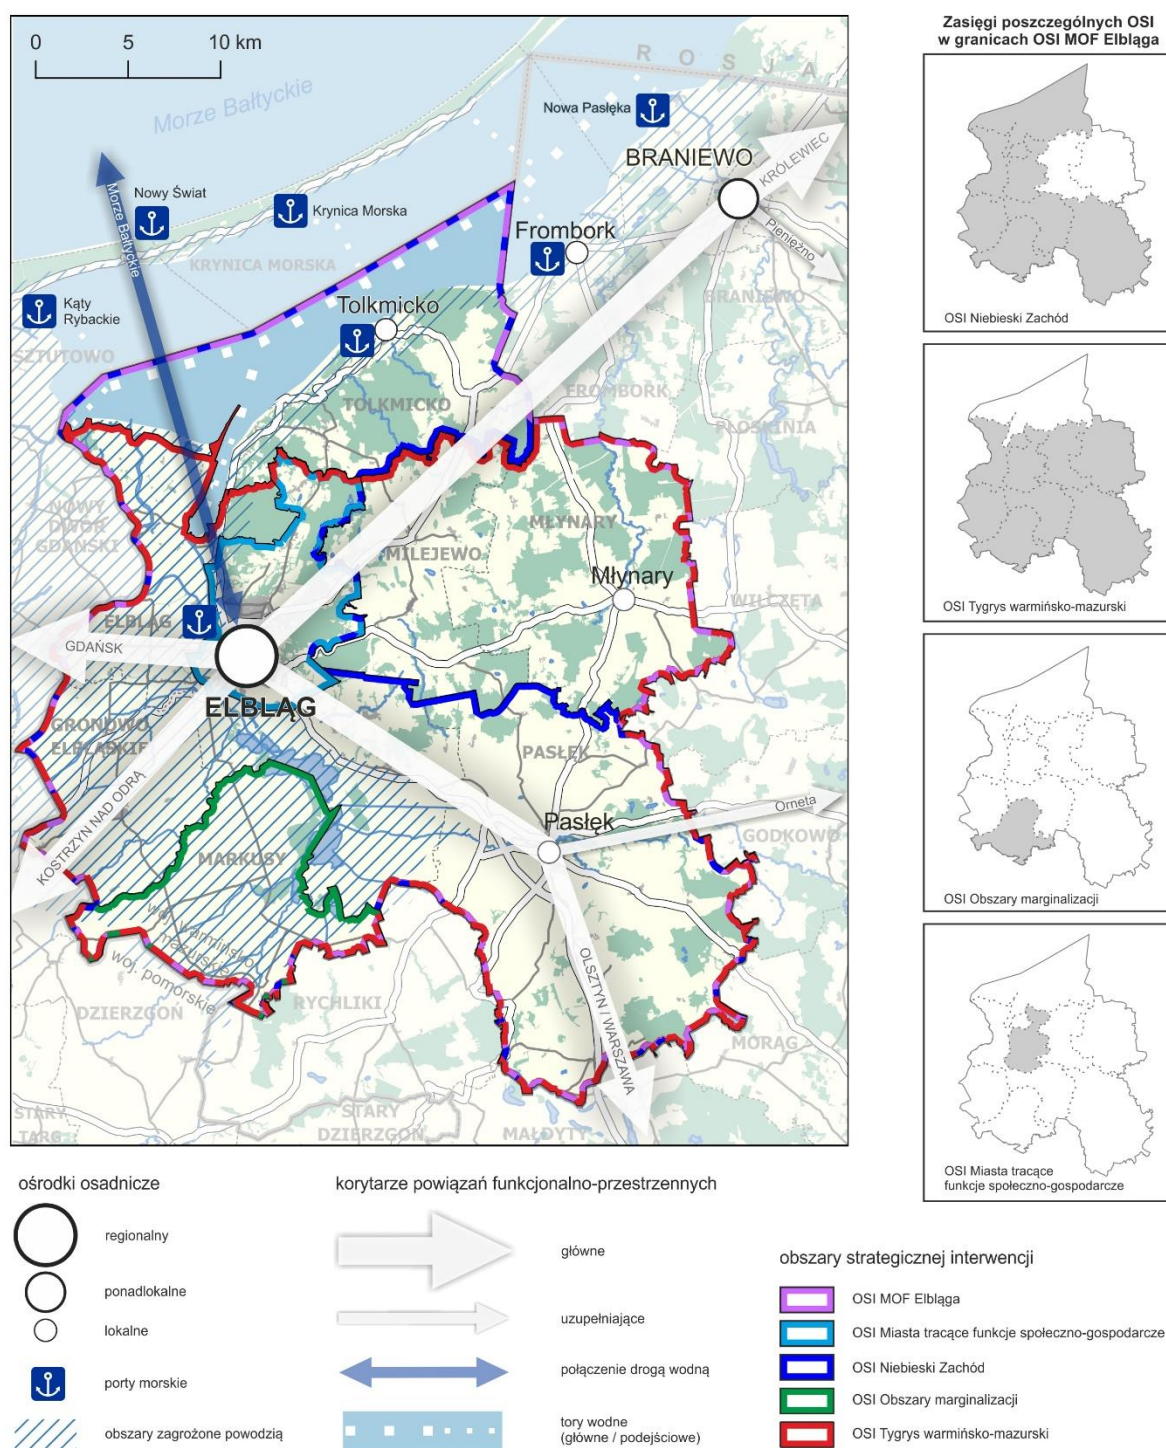 0 5 10 km
R O S J A
Morze Bałtyckie
Nowa Pasłęka
BRANIEWO
KRÓLEWIEC
Morze Bałtyckie
Nowy Świat
Krynica Morska
Frombork
Pieniężno
KRYNICA MORSKA
BRANIEWO
Kąty
Rybackie
Tolkmicko
SZTUTOWO
TOLKMICKO
FROMBORK
PŁOSKINIA
NOWY
DWÓR
GDAŃSKI
MŁYNARY
MILEJEWO
Młynary
WILCZĘTA
ELBLĄG
GDAŃSK
ELBLĄG
GRONOWO
ELBLĄSKIE
PASŁĘK
KOSTRZYN NAD ODRĄ
Orneta
Pasłęk
GODKOWO
MARKUSY
woj. warmińsko-
mazurskie
woj. pomorskie
OLSZTYN / WARSZAWA
RYCHLIKI
DZIERZGOŃ
MORĄG
STARY
TARG
STARY
DZIERZGOŃ
MAŁDYTY
Zasięgi poszczególnych OSI
w granicach OSI MOF Elbląga
OSI Niebieski Zachód
OSI Tygrys warmińsko-mazurski
OSI Obszary marginalizacji
OSI Miasta tracące
funkcje społeczno-gospodarcze
ośrodki osadnicze
regionalny
ponadlokalne
lokalne
porty morskie
obszary zagrożone powodzią
korytarze powiązań funkcjonalno-przestrzennych
główne
uzupełniające
połączenie drogą wodną
tory wodne
(główne / podejściowe)
obszary strategicznej interwencji
OSI MOF Elbląga
OSI Miasta tracące funkcje społeczno-gospodarcze
OSI Niebieski Zachód
OSI Obszary marginalizacji
OSI Tygrys warmińsko-mazurski